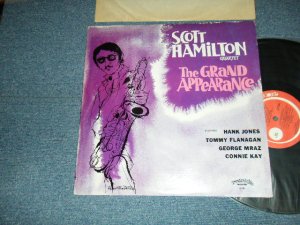 SCOTT
HAMILTON
QUARTET
The GRAND
APPEARANCE
HANK JONES
TOMMY FLANAGAN
GEORGE MRAZ
CONNIE KAY